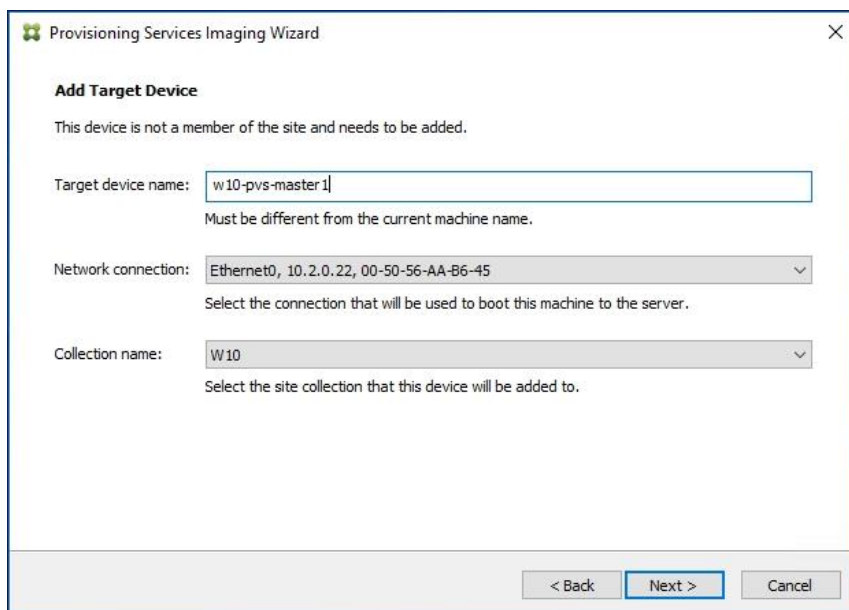 Provisioning Services Imaging Wizard
Add Target Device
This device is not a member of the site and needs to be added.
Target device name: w10-pvs-master1
Must be different from the current machine name.
Network connection: Ethernet0, 10.2.0.22, 00-50-56-AA-B6-45
Select the connection that will be used to boot this machine to the server.
Collection name: W10
Select the site collection that this device will be added to.
< Back Next > Cancel